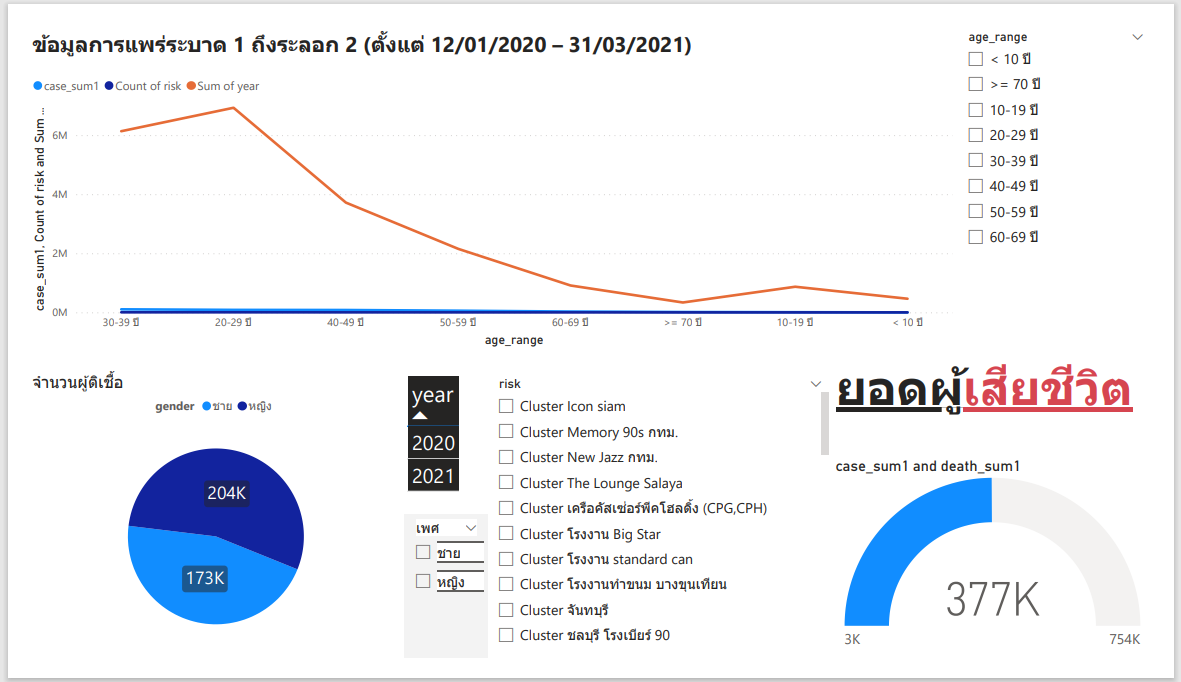 ข้อมูลการแพร่ระบาด 1 ถึงระลอก 2 (ตั้งแต่ 12/01/2020 – 31/03/2021)
case_sum1 Count of risk Sum of year
case_sum1, Count of risk and Sum ...
6M
4M
2M
0M
30-39 ปี 20-29 ปี 40-49 ปี 50-59 ปี 60-69 ปี >= 70 ปี 10-19 ปี < 10 ปี
age_range
age_range
< 10 ปี
>= 70 ปี
10-19 ปี
20-29 ปี
30-39 ปี
40-49 ปี
50-59 ปี
60-69 ปี
จำนวนผู้ติเชื้อ
gender ชาย หญิง
204K
173K
year
2020
2021
เพศ
ชาย
หญิง
risk
Cluster Icon siam
Cluster Memory 90s กทม.
Cluster New Jazz กทม.
Cluster The Lounge Salaya
Cluster เครือคัสเซ่อร์พีคโฮลดิ้ง (CPG,CPH)
Cluster โรงงาน Big Star
Cluster โรงงาน standard can
Cluster โรงงานทำขนม บางขุนเทียน
Cluster จันทบุรี
Cluster ชลบุรี โรงเบียร์ 90
ยอดผู้เสียชีวิต
case_sum1 and death_sum1
377K
3K 754K